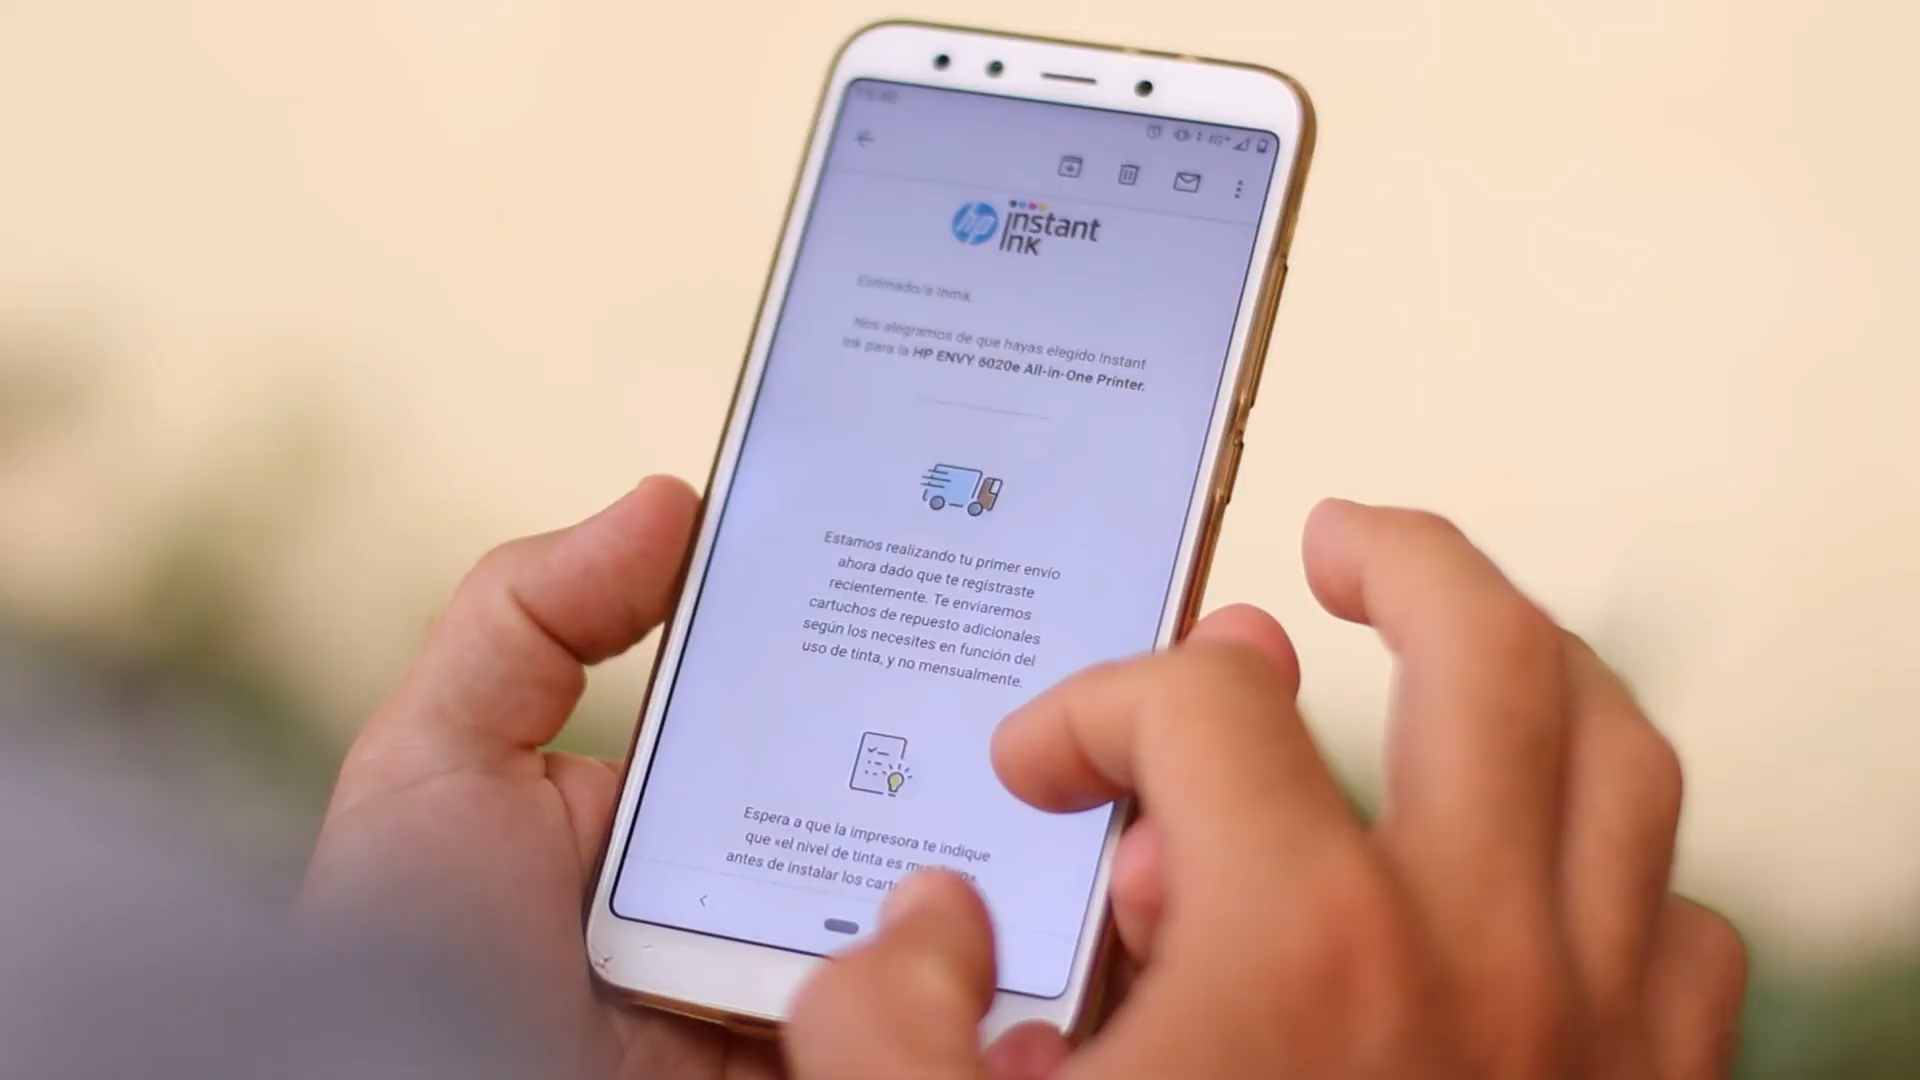 4G+
hp instant
ink
Estimado/a Inma,
Nos alegramos de que hayas elegido Instant
Ink para la HP ENVY 6020e All-in-One Printer.
Estamos realizando tu primer envío
ahora dado que te registraste
recientemente. Te enviaremos
cartuchos de repuesto adicionales
según los necesites en función del
uso de tinta, y no mensualmente.
Espera a que la impresora te indique
que «el nivel de tinta es
antes de instalar los